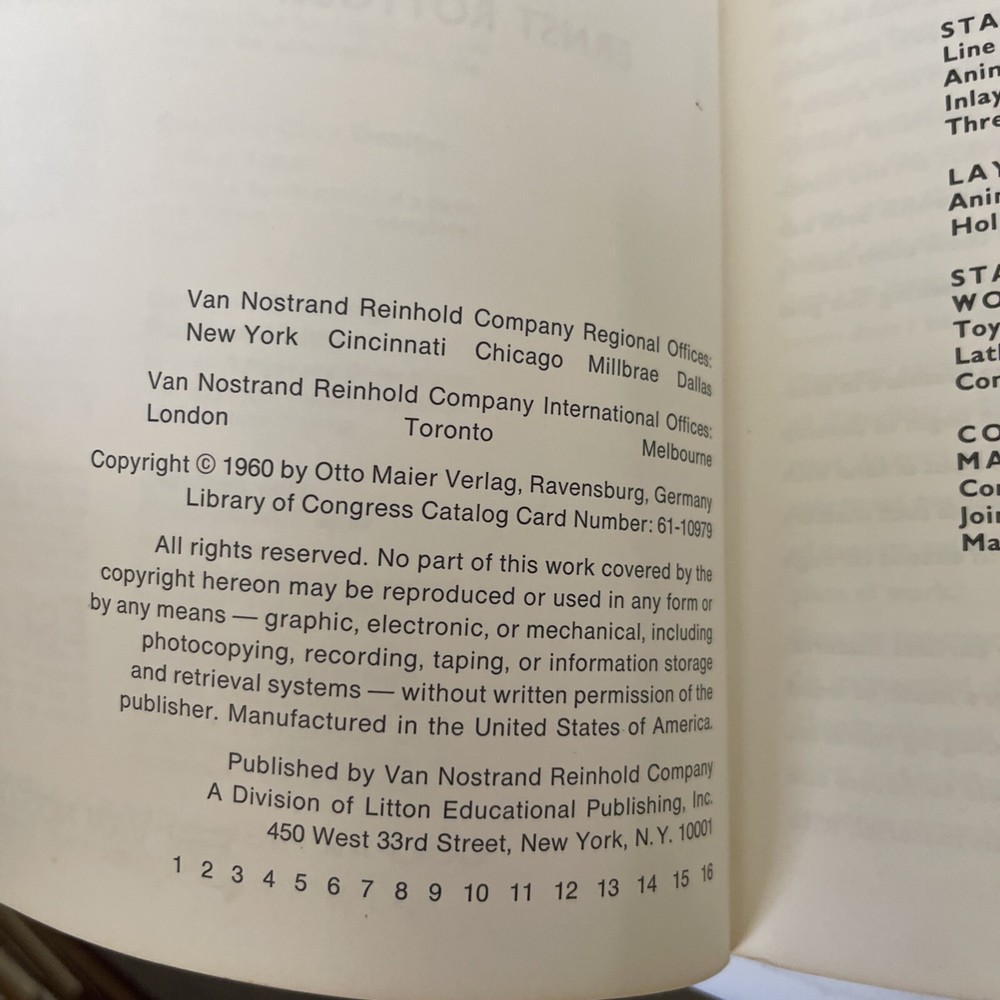 Van Nostrand Reinhold Company Regional Offices:
New York Cincinnati Chicago Millbrae Dallas
Van Nostrand Reinhold Company International Offices:
London Toronto Melbourne
Copyright © 1960 by Otto Maier Verlag, Ravensburg, Germany
Library of Congress Catalog Card Number: 61-10979
All rights reserved. No part of this work covered by the
copyright hereon may be reproduced or used in any form or
by any means — graphic, electronic, or mechanical, including
photocopying, recording, taping, or information storage
and retrieval systems — without written permission of the
publisher. Manufactured in the United States of America.
Published by Van Nostrand Reinhold Company
A Division of Litton Educational Publishing, Inc.
450 West 33rd Street, New York, N.Y. 10001
1 2 3 4 5 6 7 8 9 10 11 12 13 14 15 16
STA
Line
Anim
Inlay
Thre
LAY
Anim
Hol
STA
WO
Toy
Lath
Con
CO
MA
Con
Join
Ma